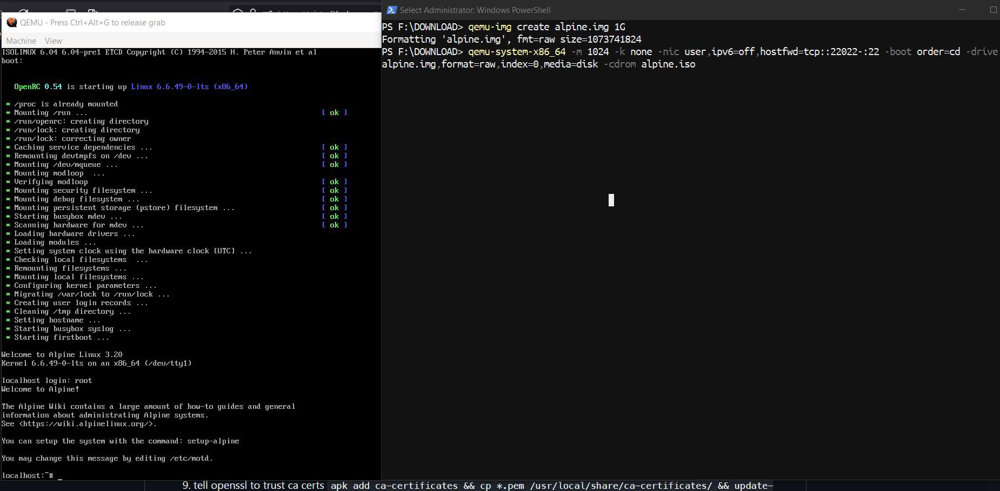 QEMU - Press Ctrl+Alt+G to release grab
Machine View
ISOLINUX 6.04 6.04-pre1 ETCD Copyright (C) 1994-2015 H. Peter Anvin et al
boot:
OpenRC 0.54 is starting up Linux 6.6.49-0-lts (x86_64)
* /proc is already mounted
* Mounting /run ... [ ok ]
* /run/openrc: creating directory
* /run/lock: creating directory
* /run/lock: correcting owner
* Caching service dependencies ... [ ok ]
* Remounting devtmpfs on /dev ... [ ok ]
* Mounting /dev/mqueue ... [ ok ]
* Mounting modloop  ...
* Verifying modloop [ ok ]
* Mounting security filesystem ... [ ok ]
* Mounting debug filesystem ... [ ok ]
* Mounting persistent storage (pstore) filesystem ... [ ok ]
* Starting busybox mdev ... [ ok ]
* Scanning hardware for mdev ... [ ok ]
* Loading hardware drivers ...
* Loading modules ...
* Setting system clock using the hardware clock [UTC] ...
* Checking local filesystems  ...
* Remounting filesystems ...
* Mounting local filesystems ...
* Configuring kernel parameters ...
* Migrating /var/lock to /run/lock ...
* Creating user login records ...
* Cleaning /tmp directory ...
* Setting hostname ...
* Starting busybox syslog ...
* Starting firstboot ...
Welcome to Alpine Linux 3.20
Kernel 6.6.49-0-lts on an x86_64 (/dev/tty1)
localhost login: root
Welcome to Alpine!
The Alpine Wiki contains a large amount of how-to guides and general
information about administrating Alpine systems.
See <https://wiki.alpinelinux.org/>.
You can setup the system with the command: setup-alpine
You may change this message by editing /etc/motd.
localhost:~# _
Select Administrator: Windows PowerShell
PS F:\DOWNLOAD> qemu-img create alpine.img 1G
Formatting 'alpine.img', fmt=raw size=1073741824
PS F:\DOWNLOAD> qemu-system-x86_64 -m 1024 -k none -nic user,ipv6=off,hostfwd=tcp::22022-:22 -boot order=cd -drive
alpine.img,format=raw,index=0,media=disk -cdrom alpine.iso
9. tell openssl to trust ca certs apk add ca-certificates && cp *.pem /usr/local/share/ca-certificates/ && update-